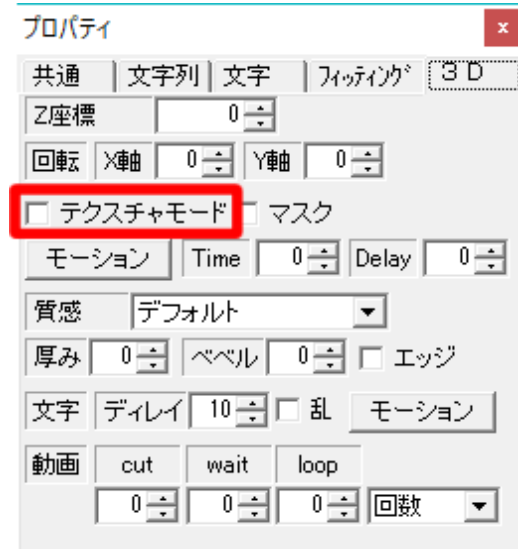 プロパティ x
共通 文字列 文字 フィッティング 3D
Z座標 0
回転 X軸 0 Y軸 0
テクスチャモード マスク
モーション Time 0 Delay 0
質感 デフォルト
厚み 0 ベベル 0 エッジ
文字 ディレイ 10 乱 モーション
動画 cut wait loop
0 0 0 回数